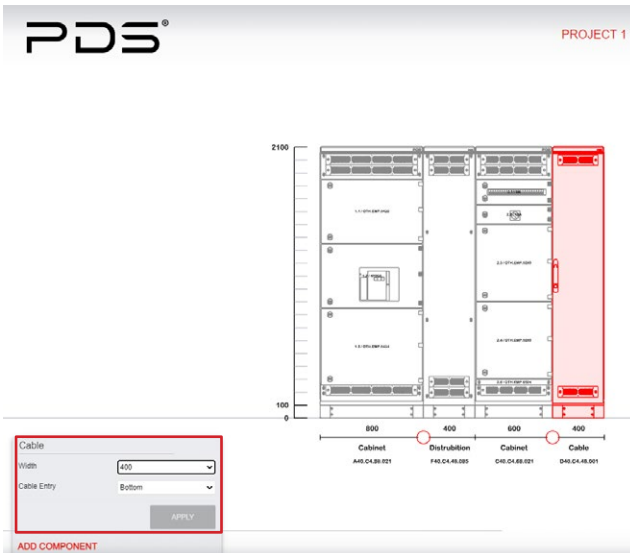 PDS®
PROJECT 1
2100
100
0
800 400 600 400
Cabinet Distrubition Cabinet Cable
A40.C4.80.021 F40.C4.40.085 C40.C4.60.021 D40.C4.40.001
Cable
Width 400
Cable Entry Bottom
APPLY
ADD COMPONENT